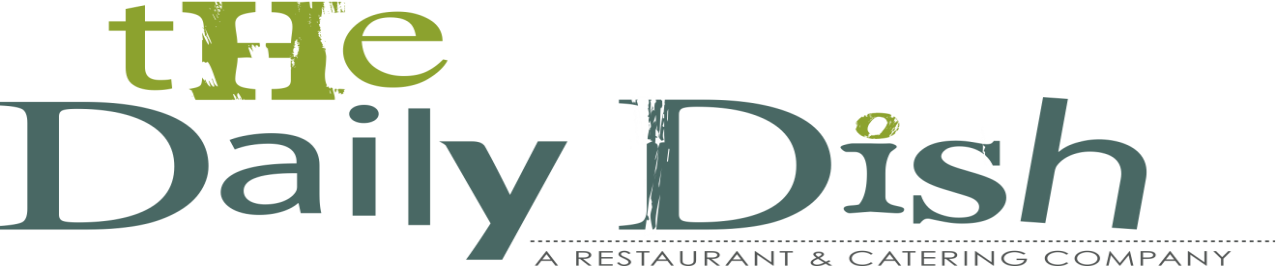 tHe
Daily Dish
A RESTAURANT & CATERING COMPANY